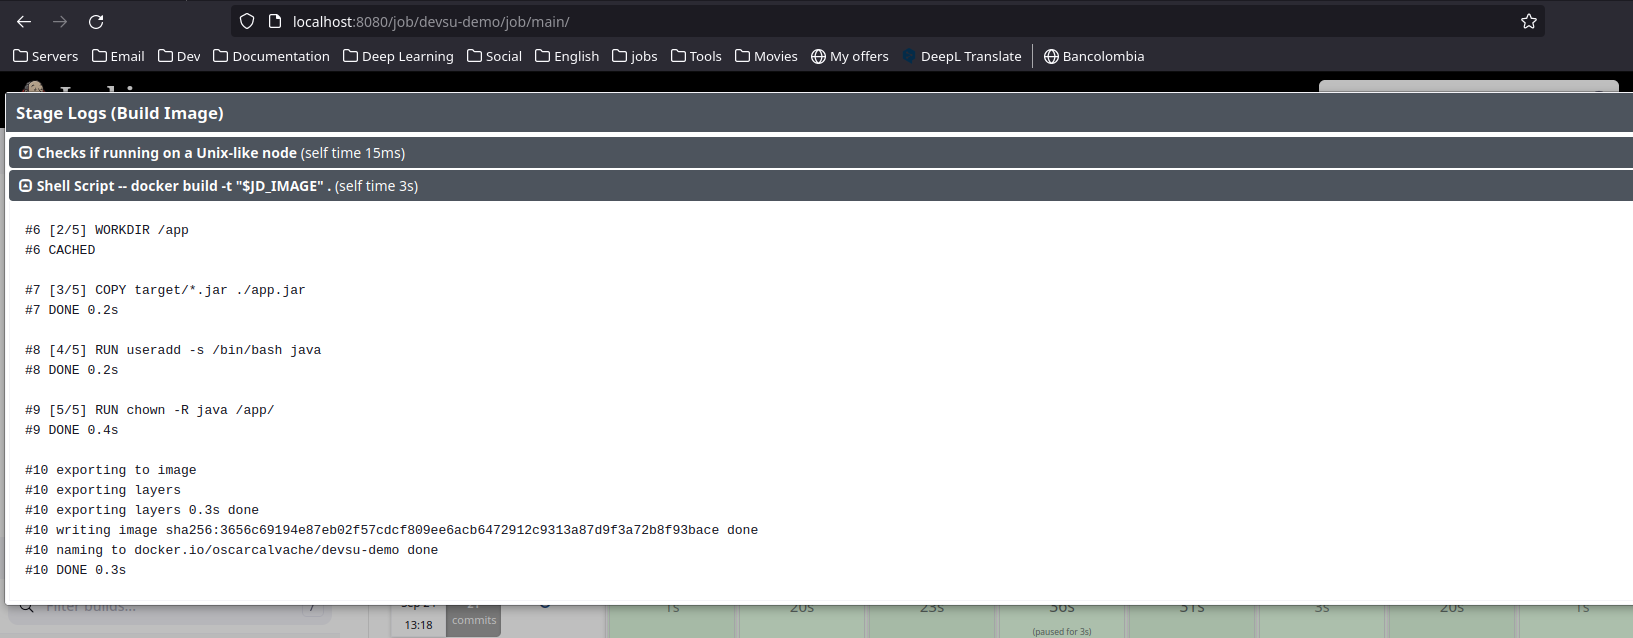 localhost:8080/job/devsu-demo/job/main/
Servers Email Dev Documentation Deep Learning Social English jobs Tools Movies My offers DeepL Translate Bancolombia
Stage Logs (Build Image)
Checks if running on a Unix-like node (self time 15ms)
Shell Script -- docker build -t "$JD_IMAGE" . (self time 3s)
#6 [2/5] WORKDIR /app
#6 CACHED
#7 [3/5] COPY target/*.jar ./app.jar
#7 DONE 0.2s
#8 [4/5] RUN useradd -s /bin/bash java
#8 DONE 0.2s
#9 [5/5] RUN chown -R java /app/
#9 DONE 0.4s
#10 exporting to image
#10 exporting layers
#10 exporting layers 0.3s done
#10 writing image sha256:3656c69194e87eb02f57cdcf809ee6acb6472912c9313a87d9f3a72b8f93bace done
#10 naming to docker.io/oscarcalvache/devsu-demo done
#10 DONE 0.3s
Filter builds... 1s 20s 23s 36s 31s 3s 20s 1s
13:18 commits
(paused for 3s)